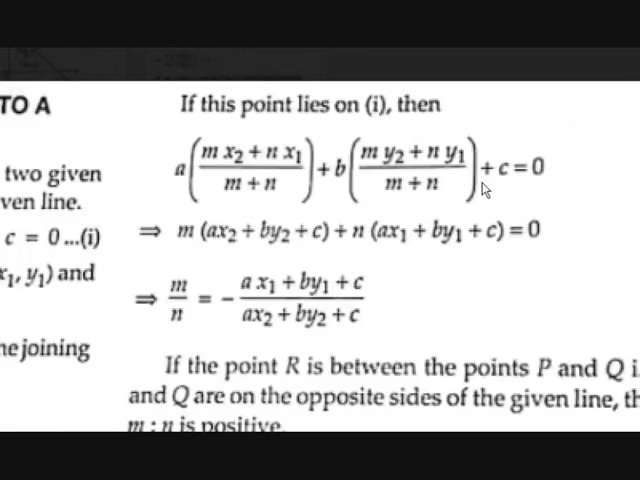 TO A
two given
ven line.
c = 0 ...(i)
x₁, y₁) and
ne joining
If this point lies on (i), then
a((m x₂ + n x₁)/(m + n)) + b((m y₂ + n y₁)/(m + n)) + c = 0
⇒ m (ax₂ + by₂ + c) + n (ax₁ + by₁ + c) = 0
⇒ m/n = - (a x₁ + by₁ + c)/(ax₂ + by₂ + c)
If the point R is between the points P and Q i.
and Q are on the opposite sides of the given line, th
m : n is positive.